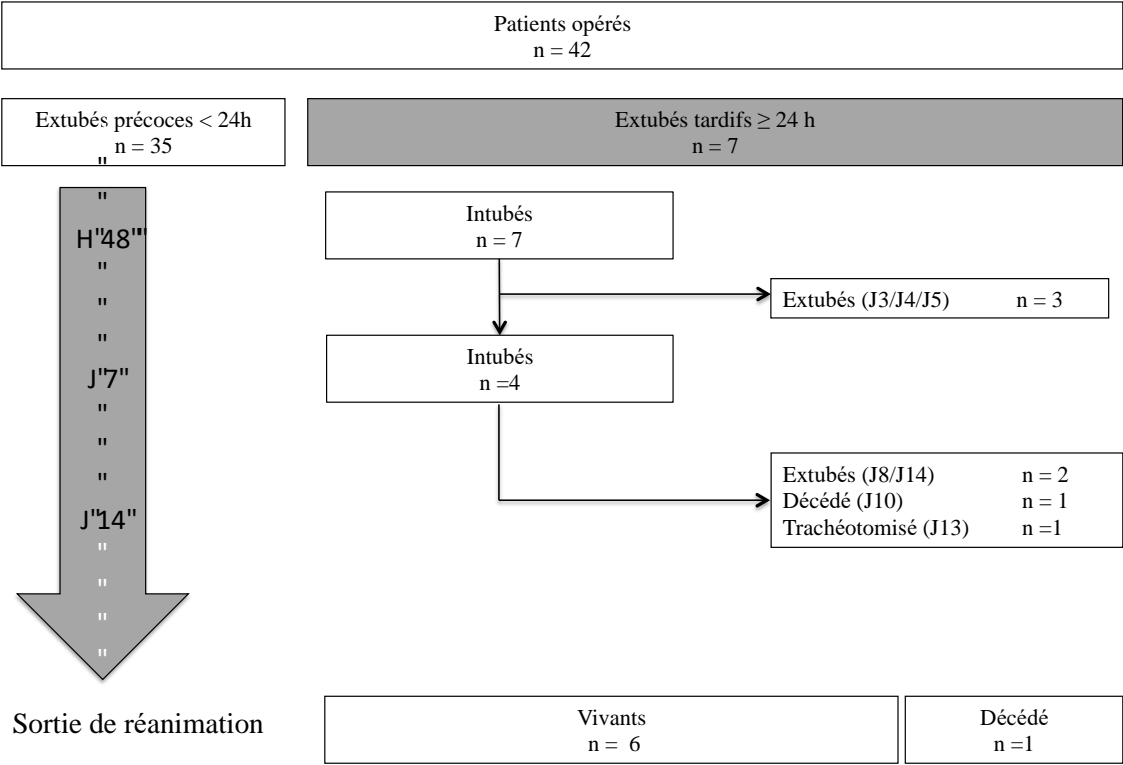 Patients opérés
n = 42
Extubés précoces < 24h
n = 35
Extubés tardifs ≥ 24 h
n = 7
"
"
H"48""
"
"
"
J"7"
"
"
"
J"14"
"
"
"
"
Intubés
n = 7
Extubés (J3/J4/J5) n = 3
Intubés
n =4
Extubés (J8/J14) n = 2
Décédé (J10) n = 1
Trachéotomisé (J13) n =1
Sortie de réanimation
Vivants
n = 6
Décédé
n =1